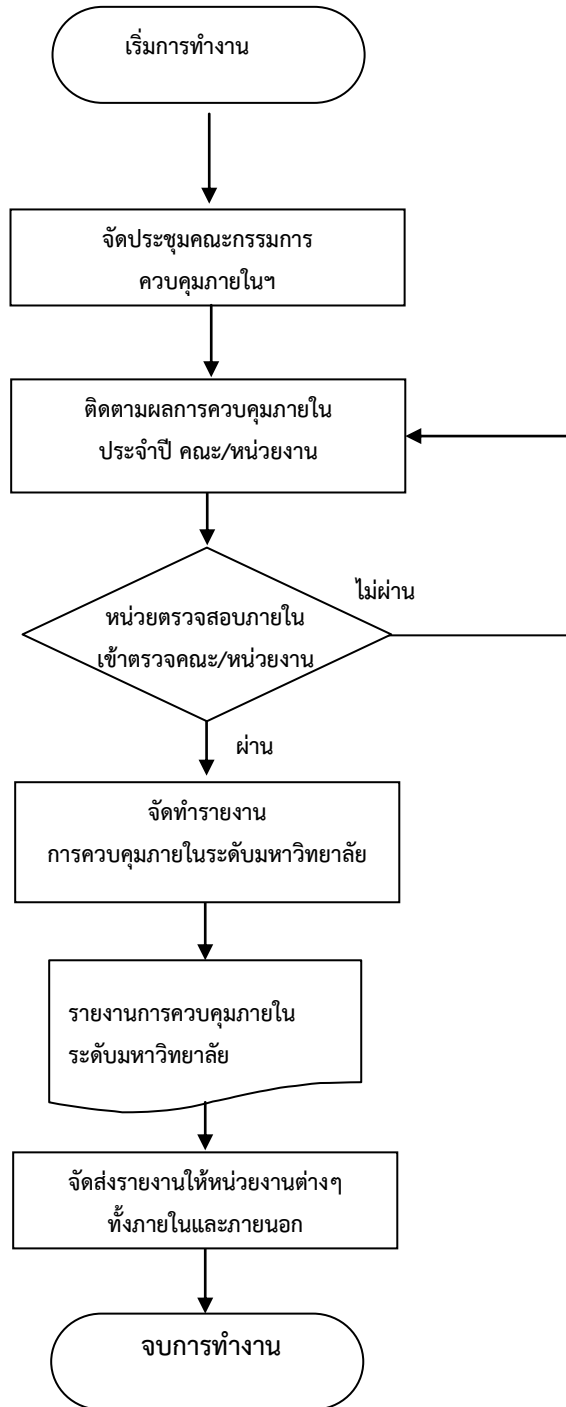 เริ่มการทำงาน
จัดประชุมคณะกรรมการ
ควบคุมภายในฯ
ติดตามผลการควบคุมภายใน
ประจำปี คณะ/หน่วยงาน
ไม่ผ่าน
หน่วยตรวจสอบภายใน
เข้าตรวจคณะ/หน่วยงาน
ผ่าน
จัดทำรายงาน
การควบคุมภายในระดับมหาวิทยาลัย
รายงานการควบคุมภายใน
ระดับมหาวิทยาลัย
จัดส่งรายงานให้หน่วยงานต่างๆ
ทั้งภายในและภายนอก
จบการทำงาน